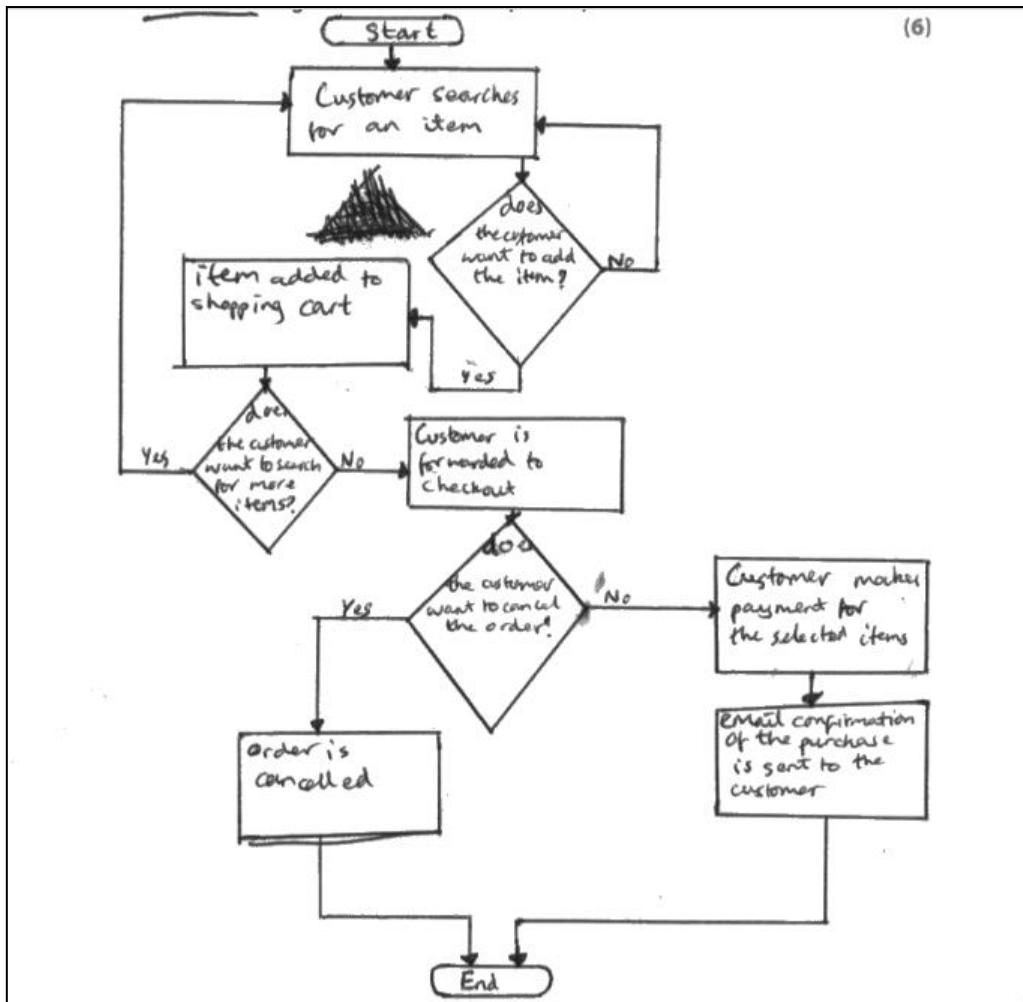 (6)
Start
Customer searches
for an item
does
the customer
want to add
the item?
No
item added to
shopping cart
Yes
does
the customer
want to search
for more
items?
Yes
No
Customer is
forwarded to
checkout
does
the customer
want to cancel
the order?
Yes
No
Customer makes
payment for
the selected items
order is
cancelled
email confirmation
of the purchase
is sent to the
customer
End